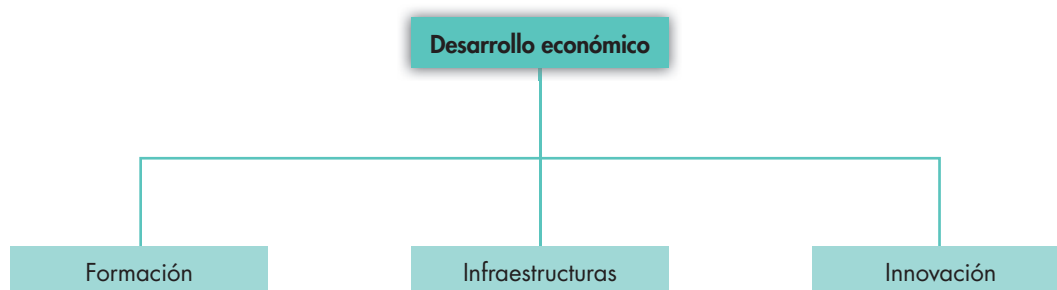 Desarrollo económico
Formación
Infraestructuras
Innovación